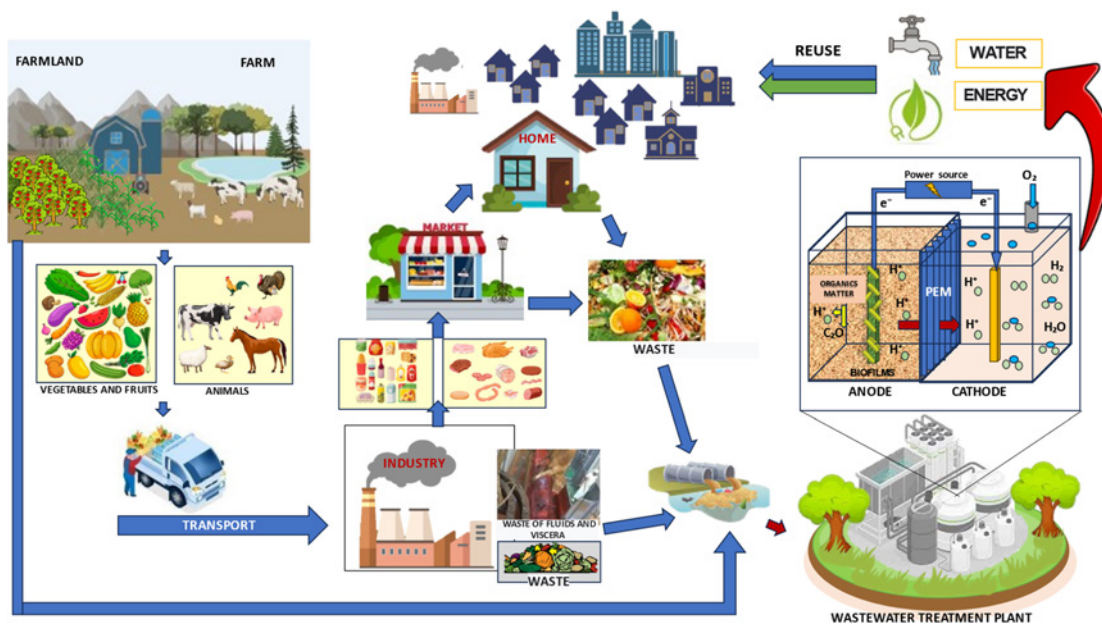 FARMLAND
FARM
VEGETABLES AND FRUITS
ANIMALS
TRANSPORT
INDUSTRY
WASTE OF FLUIDS AND
VISCERA
WASTE
MARKET
HOME
WASTE
REUSE
WATER
ENERGY
Power source
e⁻
e⁻
O₂
ORGANICS
MATTER
H⁺
C₂O
H⁺
H⁺
H⁺
BIOFILMS
PEM
H⁺
H⁺
H₂
H₂O
ANODE
CATHODE
WASTEWATER TREATMENT PLANT